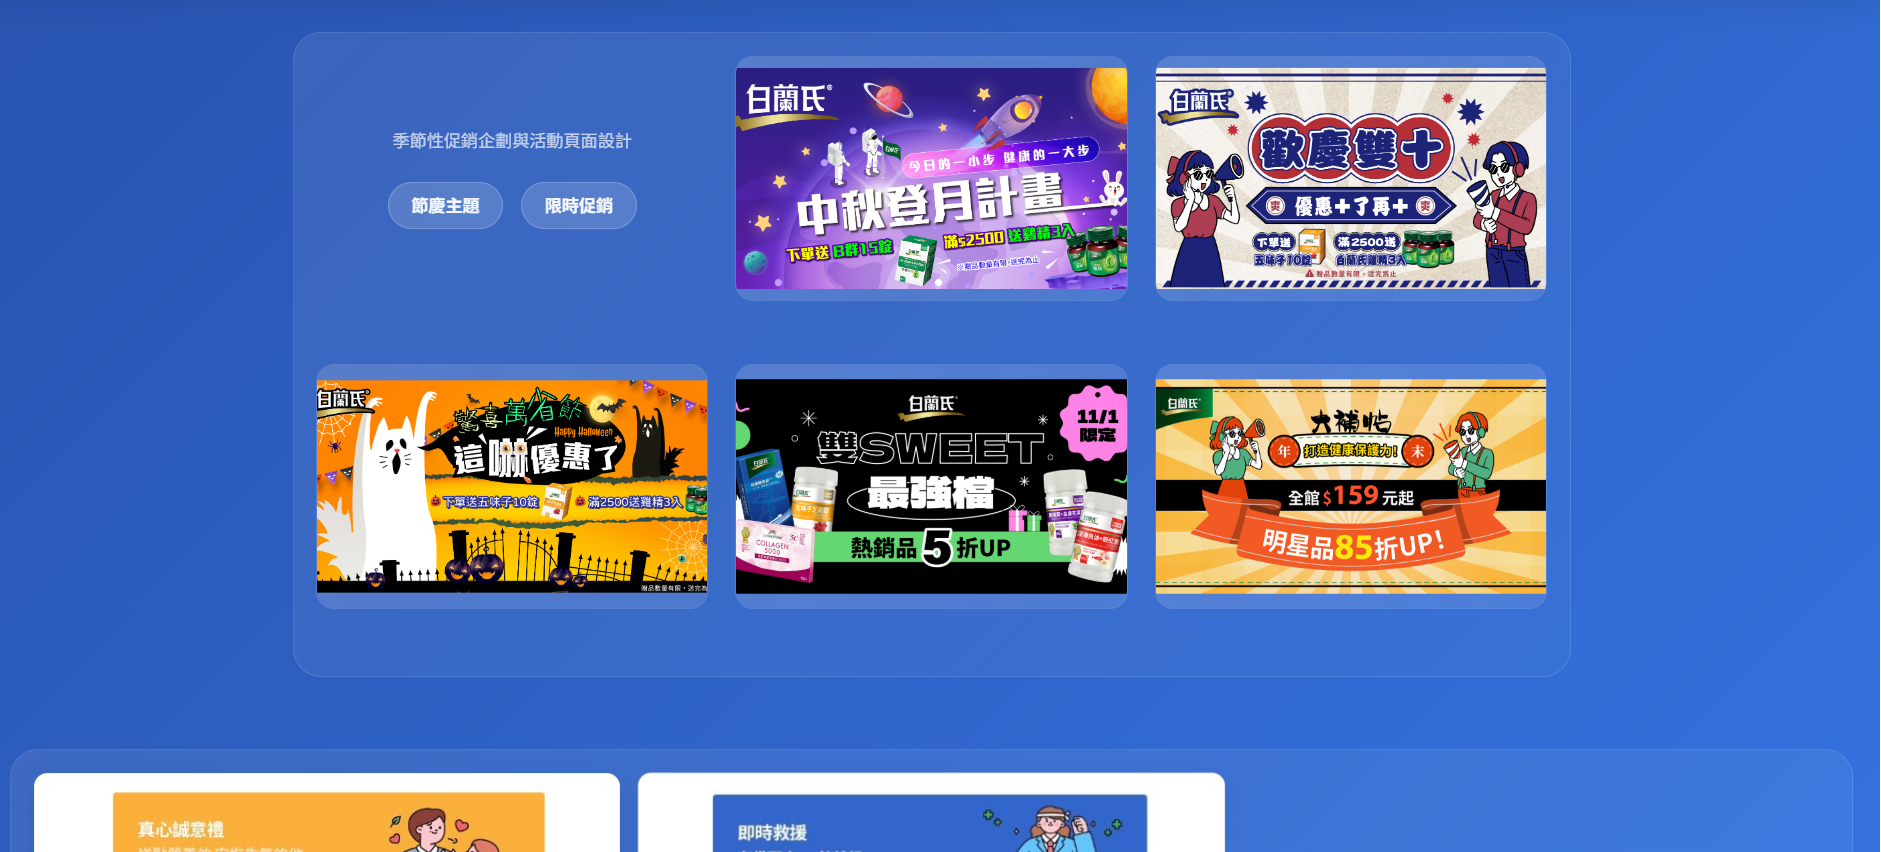 季節性促銷企劃與活動頁面設計
節慶主題
限時促銷
白蘭氏®
今日的一小步 健康的一大步
中秋登月計畫
下單送 B群15錠
滿$2500 送雞精3入
※贈品數量有限,送完為止
白蘭氏
歡慶雙十
爽 優惠十了再十 爽
下單送
五味子10錠
滿2500送
白蘭氏雞精3入
贈品數量有限,送完為止
白蘭氏
驚喜萬省飾
Happy Halloween
這嚇優惠了
下單送五味子10錠
滿2500送雞精3入
贈品數量有限,送完為
白蘭氏
11/1
限定
雙SWEET
最強檔
熱銷品5折UP
COLLAGEN
5000
白蘭氏
大補帖
年 打造健康保護力! 末
全館$159元起
明星品85折UP!
真心誠意禮
即時救援